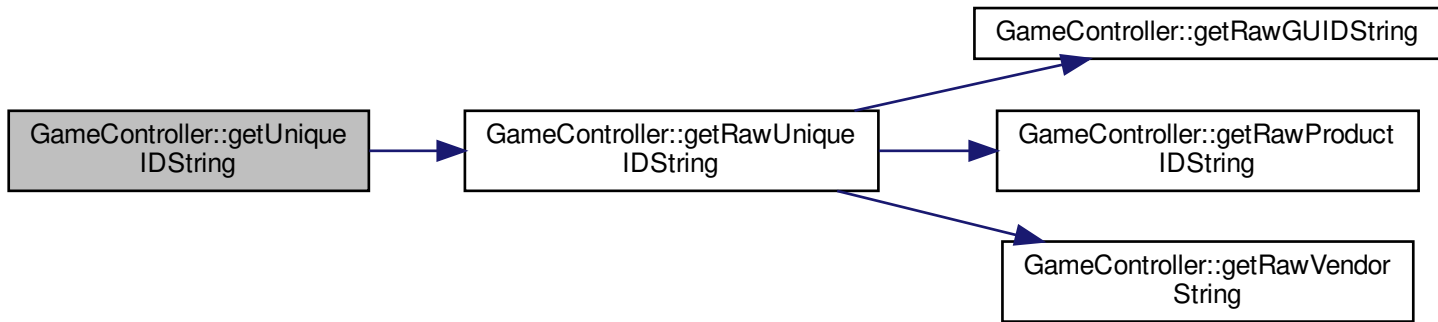 GameController::getUnique
IDString
GameController::getRawUnique
IDString
GameController::getRawGUIDString
GameController::getRawProduct
IDString
GameController::getRawVendor
String